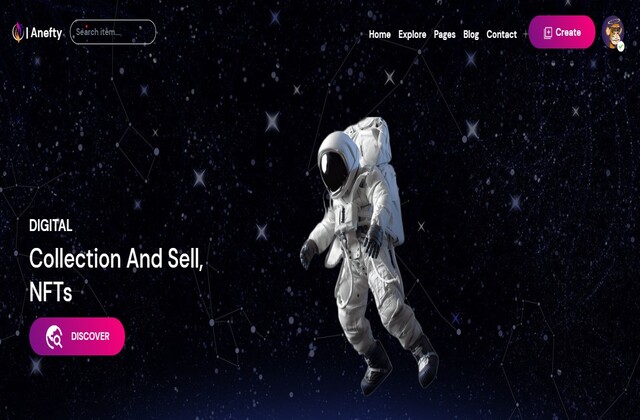 | Anefty
Search item...
Home Explore Pages Blog Contact
Create
DIGITAL
Collection And Sell,
NFTs
DISCOVER